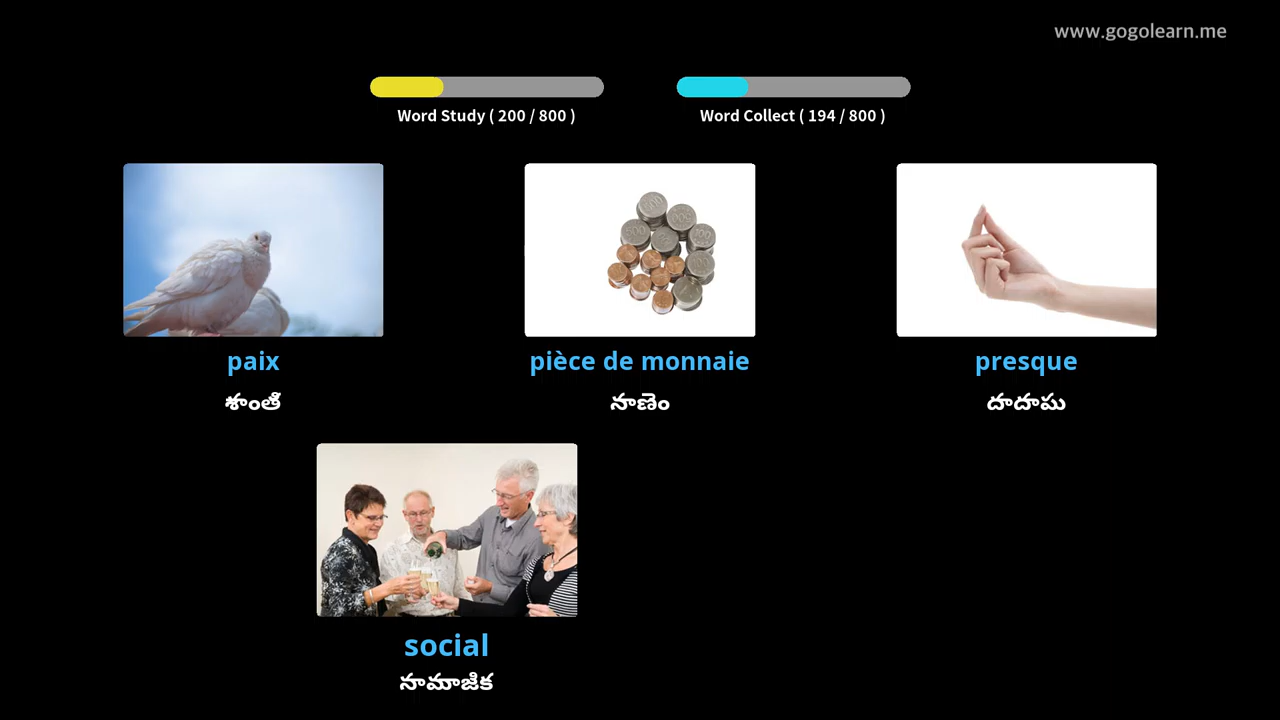 www.gogolearn.me
Word Study ( 200 / 800 )
Word Collect ( 194 / 800 )
paix
శాంతి
pièce de monnaie
నాణెం
presque
దాదాపు
social
సామాజిక